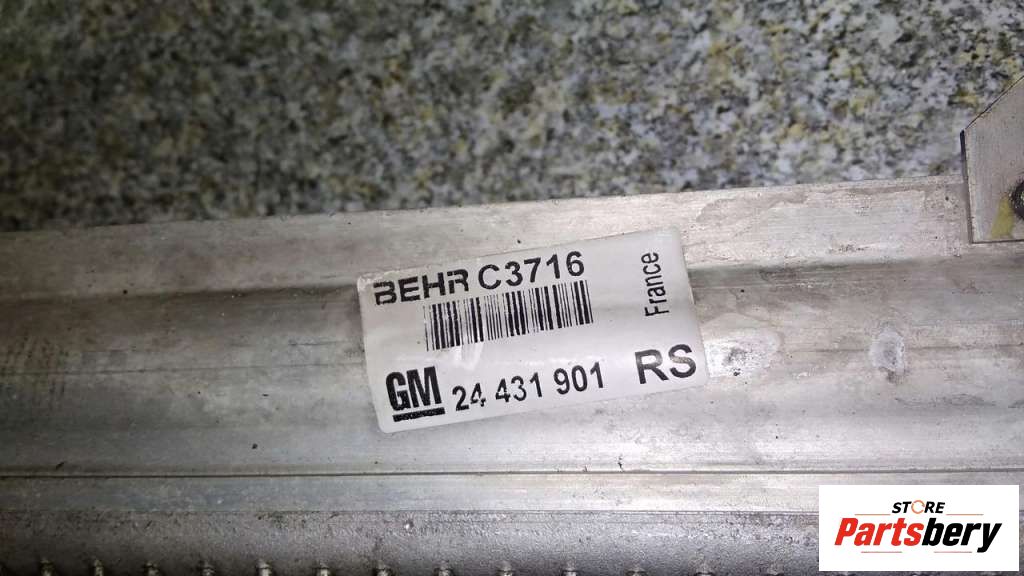 BEHR C3716
France
GM 24 431 901 RS
STORE
Partsbery